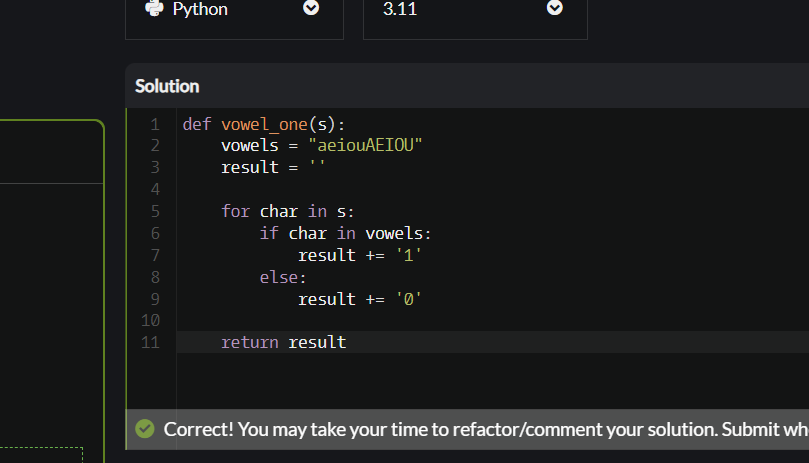 Python
3.11
Solution
1 def vowel_one(s):
2     vowels = "aeiouAEIOU"
3     result = ''
4
5     for char in s:
6         if char in vowels:
7             result += '1'
8         else:
9             result += '0'
10
11     return result
Correct! You may take your time to refactor/comment your solution. Submit wh